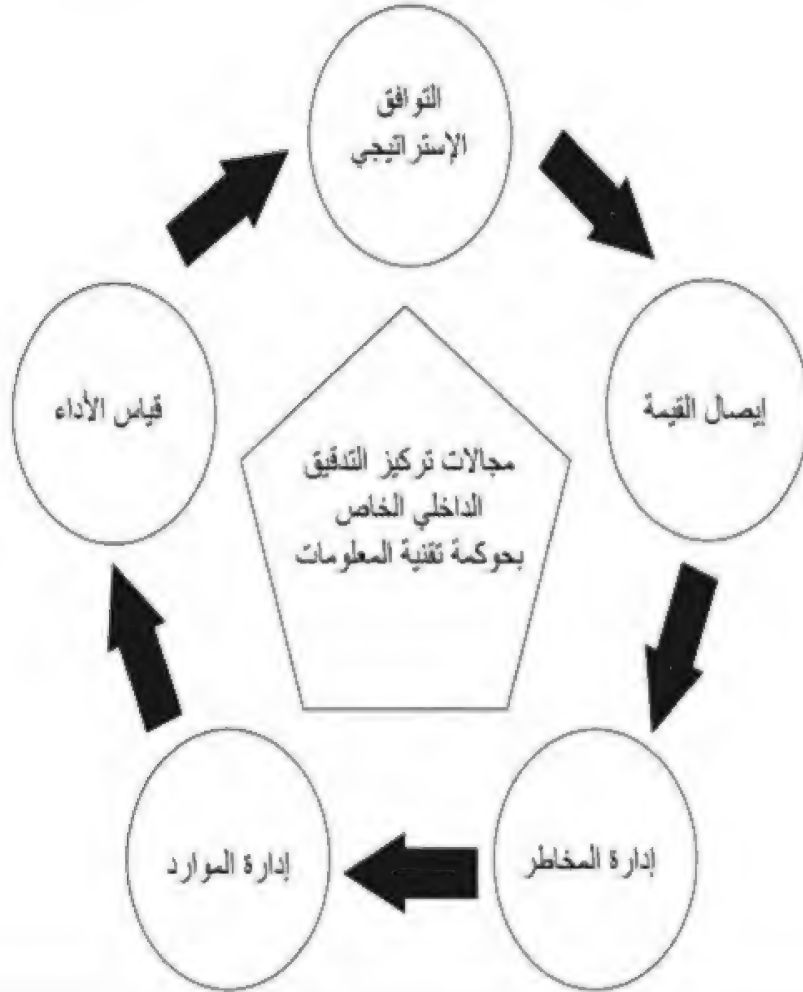 التوافق
الإستراتيجي
إيصال القيمة
إدارة المخاطر
إدارة الموارد
قياس الأداء
مجالات تركيز التدقيق
الداخلي الخاص
بحوكمة تقنية المعلومات